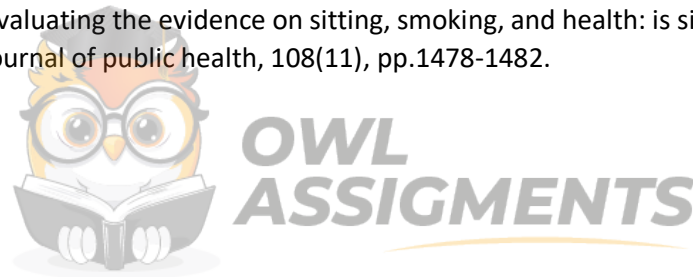 valuating the evidence on sitting, smoking, and health: is si
ournal of public health, 108(11), pp.1478-1482.
OWL
ASSIGMENTS